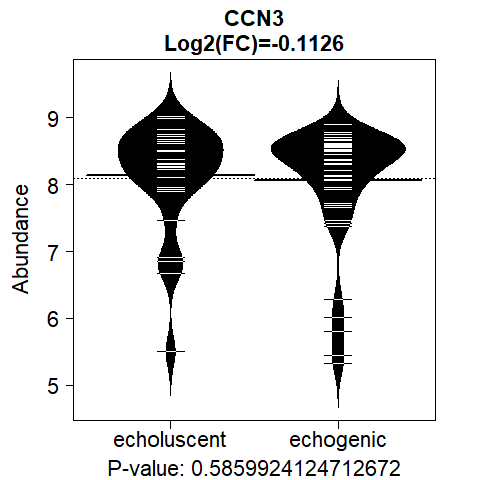 CCN3
Log2(FC)=-0.1126
Abundance
9
8
7
6
5
echoluscent echogenic
P-value: 0.5859924124712672